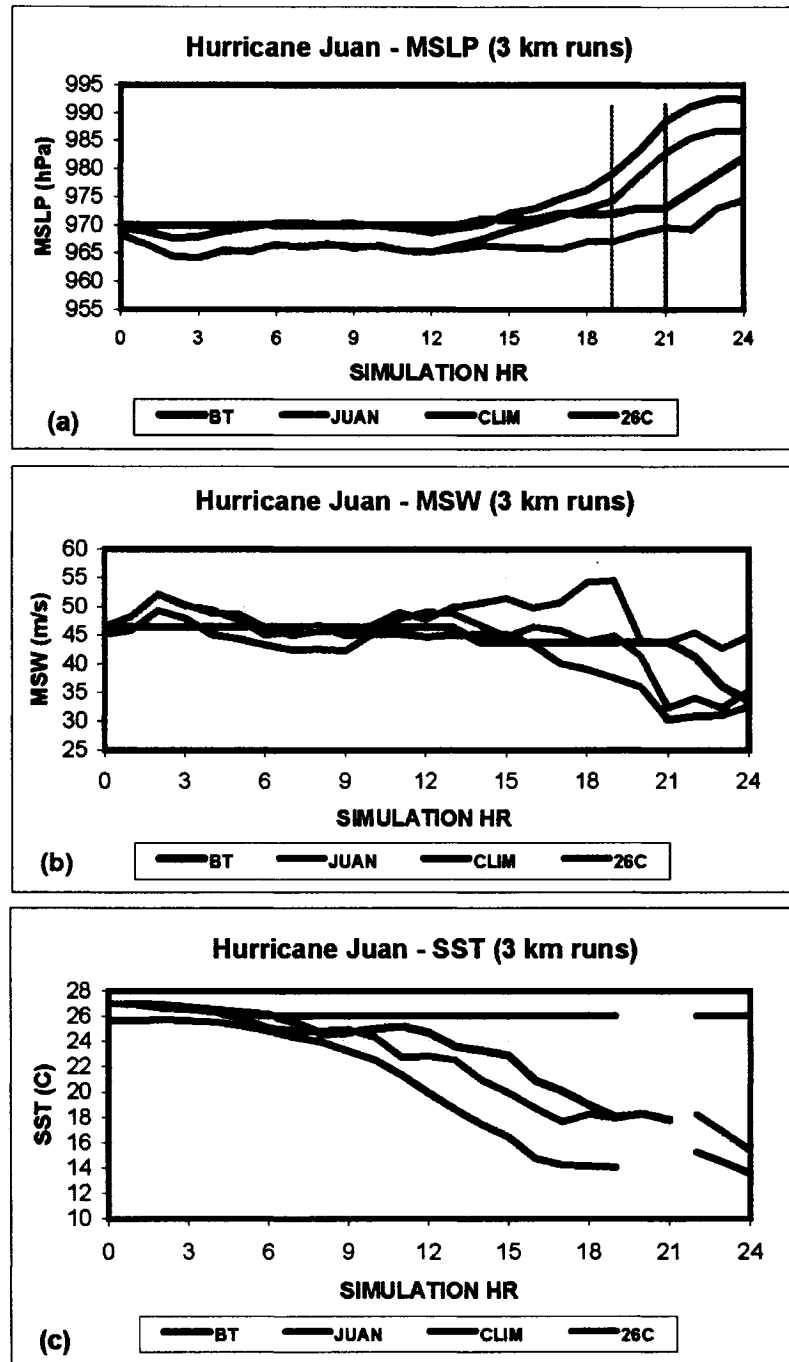 Hurricane Juan - MSLP (3 km runs)
995
990
985
980
975
970
965
960
955
MSLP (hPa)
0 3 6 9 12 15 18 21 24
SIMULATION HR
(a)
BT JUAN CLIM 26C
Hurricane Juan - MSW (3 km runs)
60
55
50
45
40
35
30
25
MSW (m/s)
0 3 6 9 12 15 18 21 24
SIMULATION HR
(b)
BT JUAN CLIM 26C
Hurricane Juan - SST (3 km runs)
28
26
24
22
20
18
16
14
12
10
SST (C)
0 3 6 9 12 15 18 21 24
SIMULATION HR
(c)
BT JUAN CLIM 26C